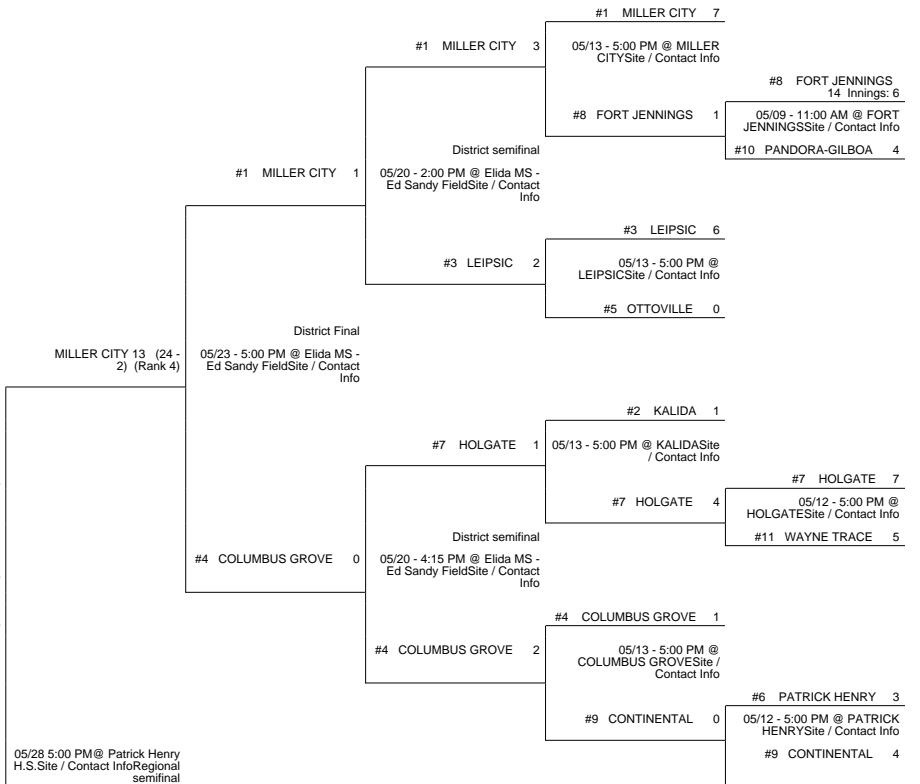 #1 MILLER CITY 7
#1 MILLER CITY 3
05/13 - 5:00 PM @ MILLER
CITYSite / Contact Info
#8 FORT JENNINGS
14 Innings: 6
#8 FORT JENNINGS 1
05/09 - 11:00 AM @ FORT
JENNINGSSite / Contact Info
#10 PANDORA-GILBOA 4
District semifinal
#1 MILLER CITY 1
05/20 - 2:00 PM @ Elida MS -
Ed Sandy FieldSite / Contact
Info
#3 LEIPSIC 6
#3 LEIPSIC 2
05/13 - 5:00 PM @
LEIPSICSite / Contact Info
#5 OTTOVILLE 0
District Final
MILLER CITY 13 (24 -
2) (Rank 4)
05/23 - 5:00 PM @ Elida MS -
Ed Sandy FieldSite / Contact
Info
#2 KALIDA 1
#7 HOLGATE 1
05/13 - 5:00 PM @ KALIDASite
/ Contact Info
#7 HOLGATE 7
#7 HOLGATE 4
05/12 - 5:00 PM @
HOLGATESite / Contact Info
#11 WAYNE TRACE 5
District semifinal
#4 COLUMBUS GROVE 0
05/20 - 4:15 PM @ Elida MS -
Ed Sandy FieldSite / Contact
Info
#4 COLUMBUS GROVE 1
#4 COLUMBUS GROVE 2
05/13 - 5:00 PM @
COLUMBUS GROVESite /
Contact Info
#6 PATRICK HENRY 3
#9 CONTINENTAL 0
05/12 - 5:00 PM @ PATRICK
HENRYSite / Contact Info
#9 CONTINENTAL 4
05/28 5:00 PM@ Patrick Henry
H.S.Site / Contact InfoRegional
semifinal